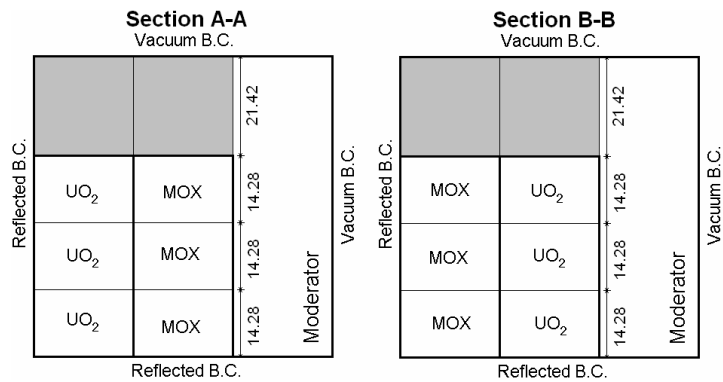 Section A-A
Vacuum B.C.
Reflected B.C.
21.42
UO2
MOX
14.28
UO2
MOX
14.28
UO2
MOX
14.28
Moderator
Vacuum B.C.
Reflected B.C.
Section B-B
Vacuum B.C.
Reflected B.C.
21.42
MOX
UO2
14.28
MOX
UO2
14.28
MOX
UO2
14.28
Moderator
Vacuum B.C.
Reflected B.C.